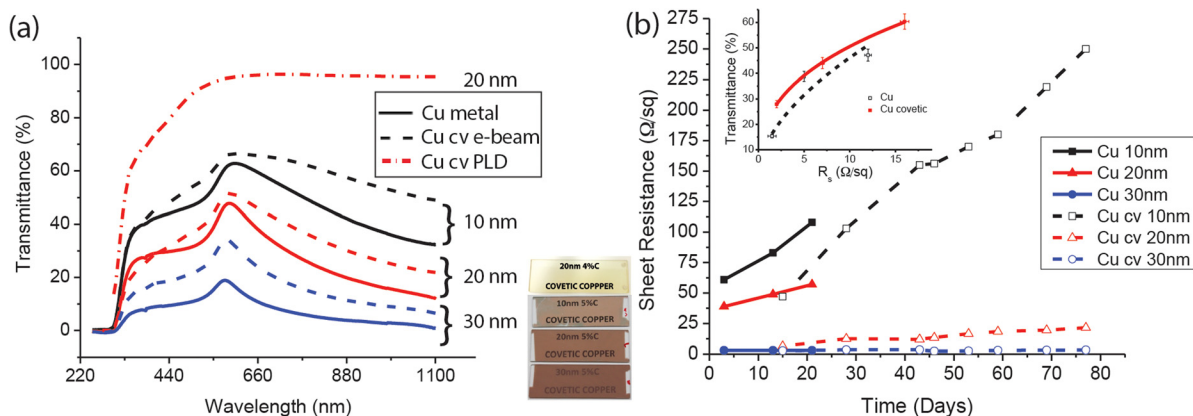 (a)
Transmittance (%)
100
80
60
40
20
0
220
440
660
880
1100
Wavelength (nm)
20 nm
Cu metal
Cu cv e-beam
Cu cv PLD
10 nm
20 nm
30 nm
20nm 4%C
COVETIC COPPPER
10nm 5%C
COVETIC COPPER
20nm 5%C
COVETIC COPPER
30nm 5%C
COVETIC COPPER
(b)
Sheet Resistance (Ω/sq)
275
250
225
200
175
150
125
100
75
50
25
0
0
10
20
30
40
50
60
70
80
Time (Days)
Transmittance (%)
60
50
40
30
20
10
0
5
10
15
Rs (Ω/sq)
Cu
Cu covetic
Cu 10nm
Cu 20nm
Cu 30nm
Cu cv 10nm
Cu cv 20nm
Cu cv 30nm